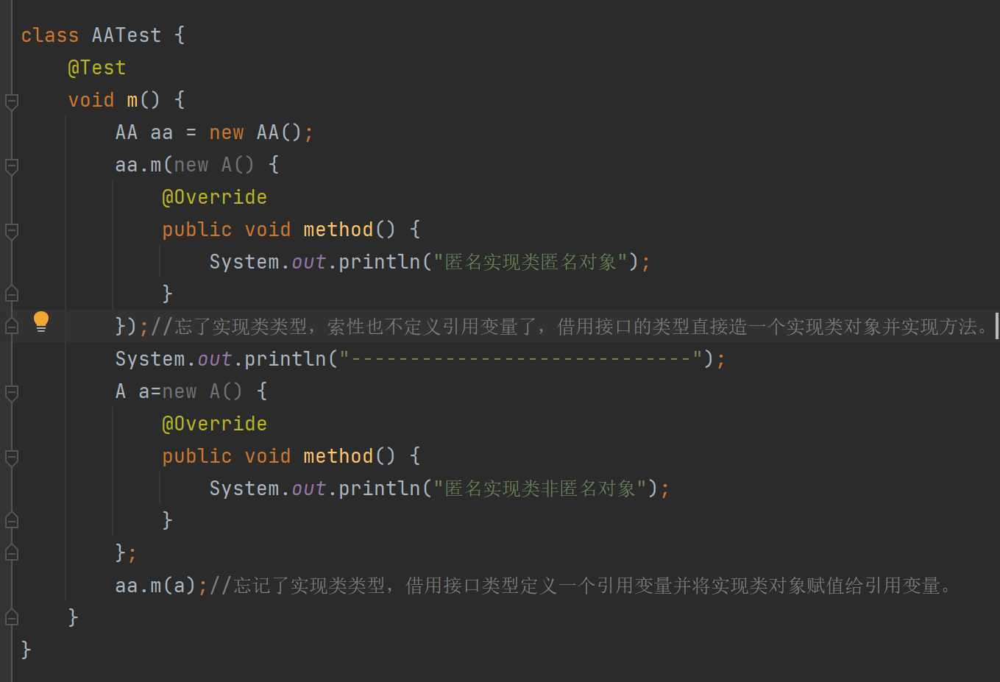 class AATest {
@Test
void m() {
AA aa = new AA();
aa.m(new A() {
@Override
public void method() {
System.out.println("匿名实现类匿名对象");
}
});//忘了实现类类型，索性也不定义引用变量了，借用接口的类型直接造一个实现类对象并实现方法。
System.out.println("-----------------------------");
A a=new A() {
@Override
public void method() {
System.out.println("匿名实现类非匿名对象");
}
};
aa.m(a);//忘记了实现类类型，借用接口类型定义一个引用变量并将实现类对象赋值给引用变量。
}
}